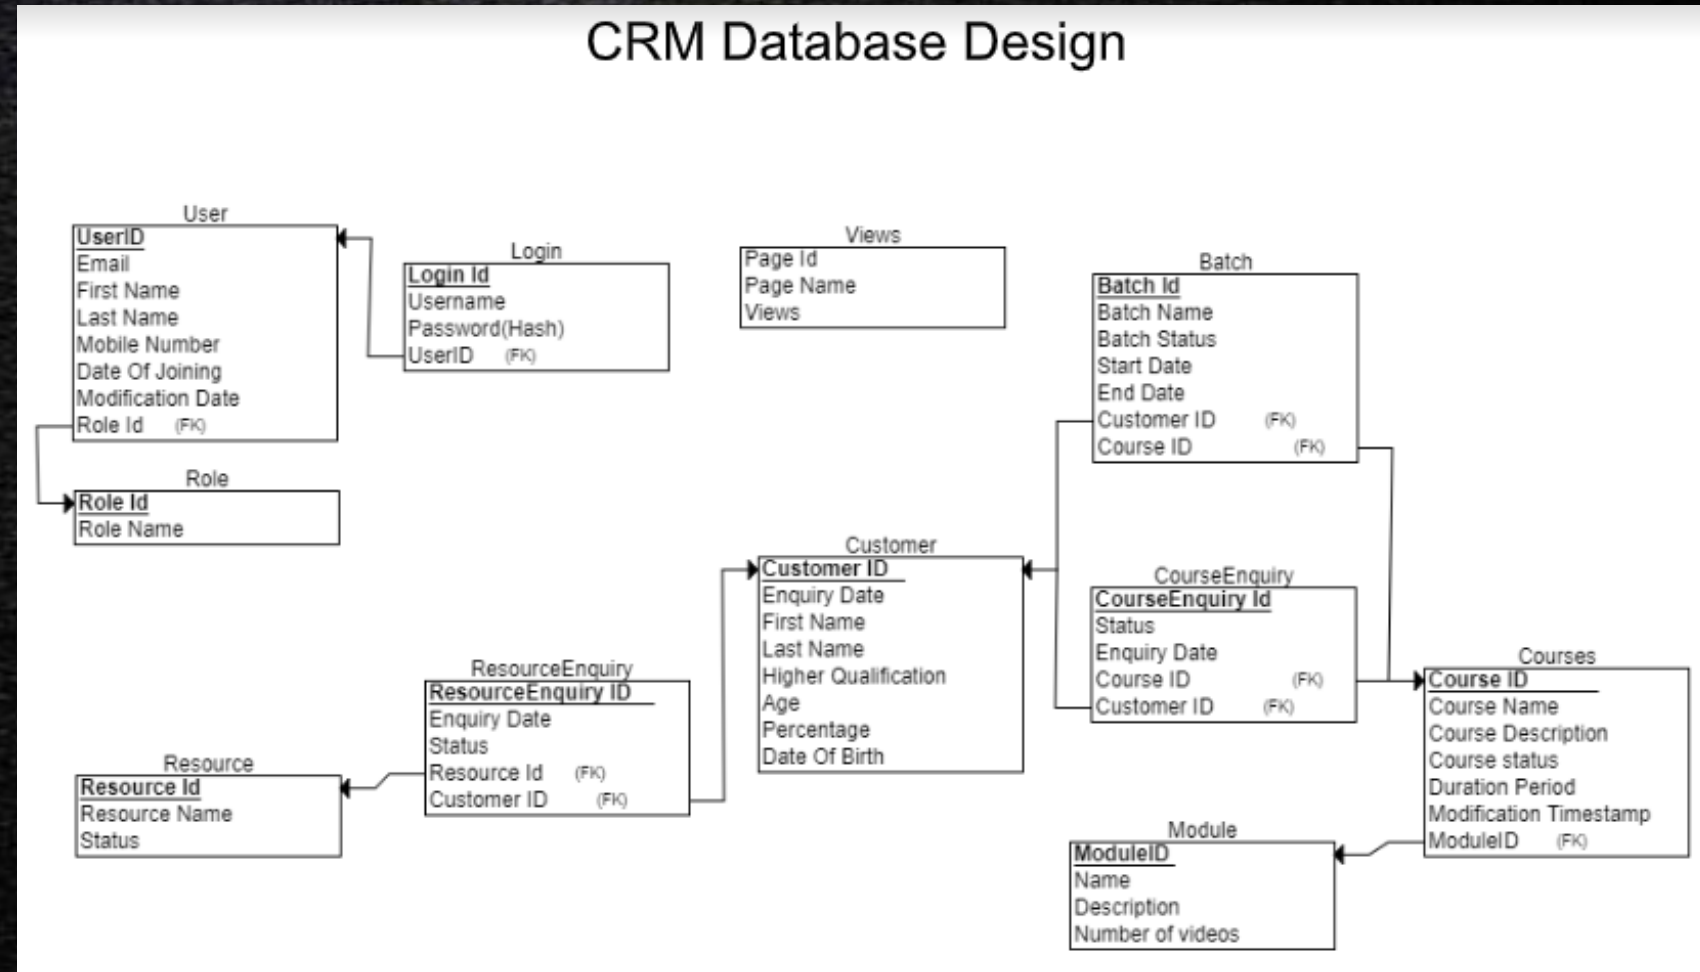 CRM Database Design
User
UserID
Email
First Name
Last Name
Mobile Number
Date Of Joining
Modification Date
Role Id (FK)
Login
Login Id
Username
Password(Hash)
UserID (FK)
Views
Page Id
Page Name
Views
Batch
Batch Id
Batch Name
Batch Status
Start Date
End Date
Customer ID (FK)
Course ID (FK)
Role
Role Id
Role Name
Customer
Customer ID
Enquiry Date
First Name
Last Name
Higher Qualification
Age
Percentage
Date Of Birth
CourseEnquiry
CourseEnquiry Id
Status
Enquiry Date
Course ID (FK)
Customer ID (FK)
Courses
Course ID
Course Name
Course Description
Course status
Duration Period
Modification Timestamp
ModuleID (FK)
ResourceEnquiry
ResourceEnquiry ID
Enquiry Date
Status
Resource Id (FK)
Customer ID (FK)
Resource
Resource Id
Resource Name
Status
Module
ModuleID
Name
Description
Number of videos